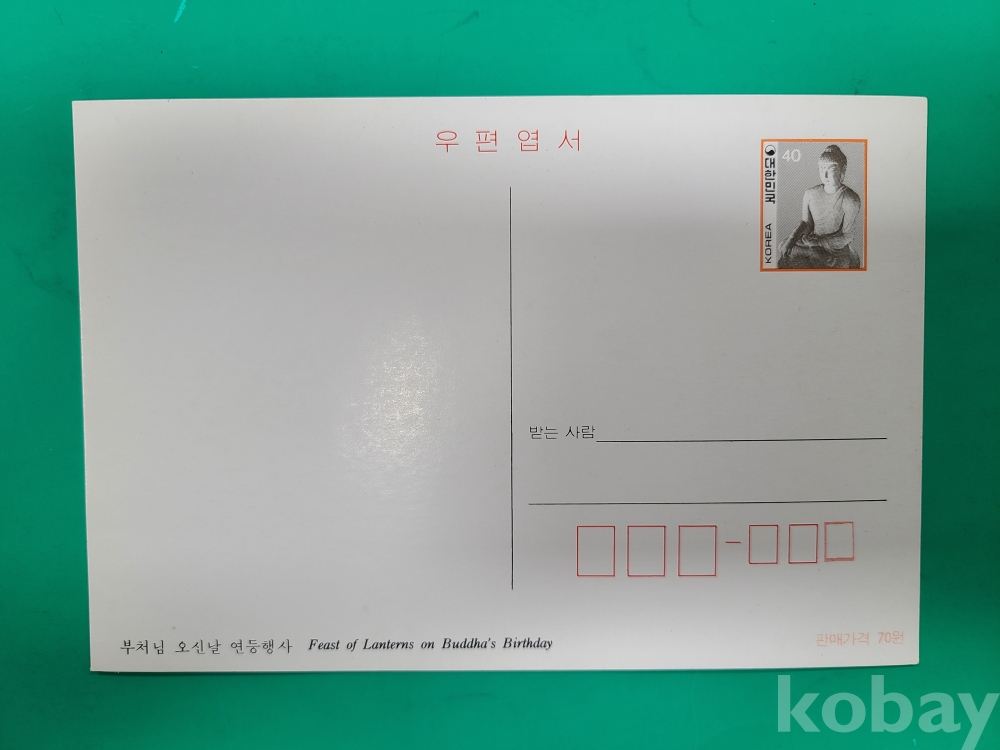 우편엽서
대한민국
40
KOREA
받는 사람
부처님 오신날 연등행사 Feast of Lanterns on Buddha's Birthday
판매가격 70원
kobay